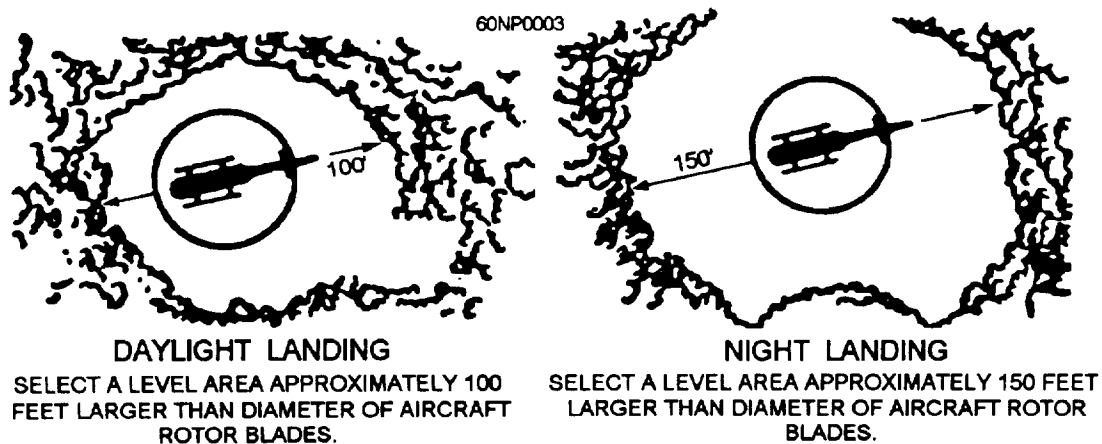 60NP0003
100'
150'
DAYLIGHT LANDING
SELECT A LEVEL AREA APPROXIMATELY 100
FEET LARGER THAN DIAMETER OF AIRCRAFT
ROTOR BLADES.
NIGHT LANDING
SELECT A LEVEL AREA APPROXIMATELY 150 FEET
LARGER THAN DIAMETER OF AIRCRAFT ROTOR
BLADES.